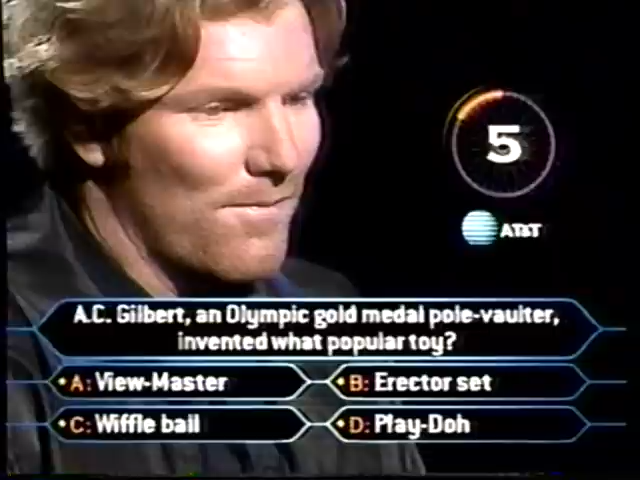 5
AT&T
A.C. Gilbert, an Olympic gold medal pole-vaulter,
invented what popular toy?
A: View-Master
B: Erector set
C: Wiffle ball
D: Play-Doh